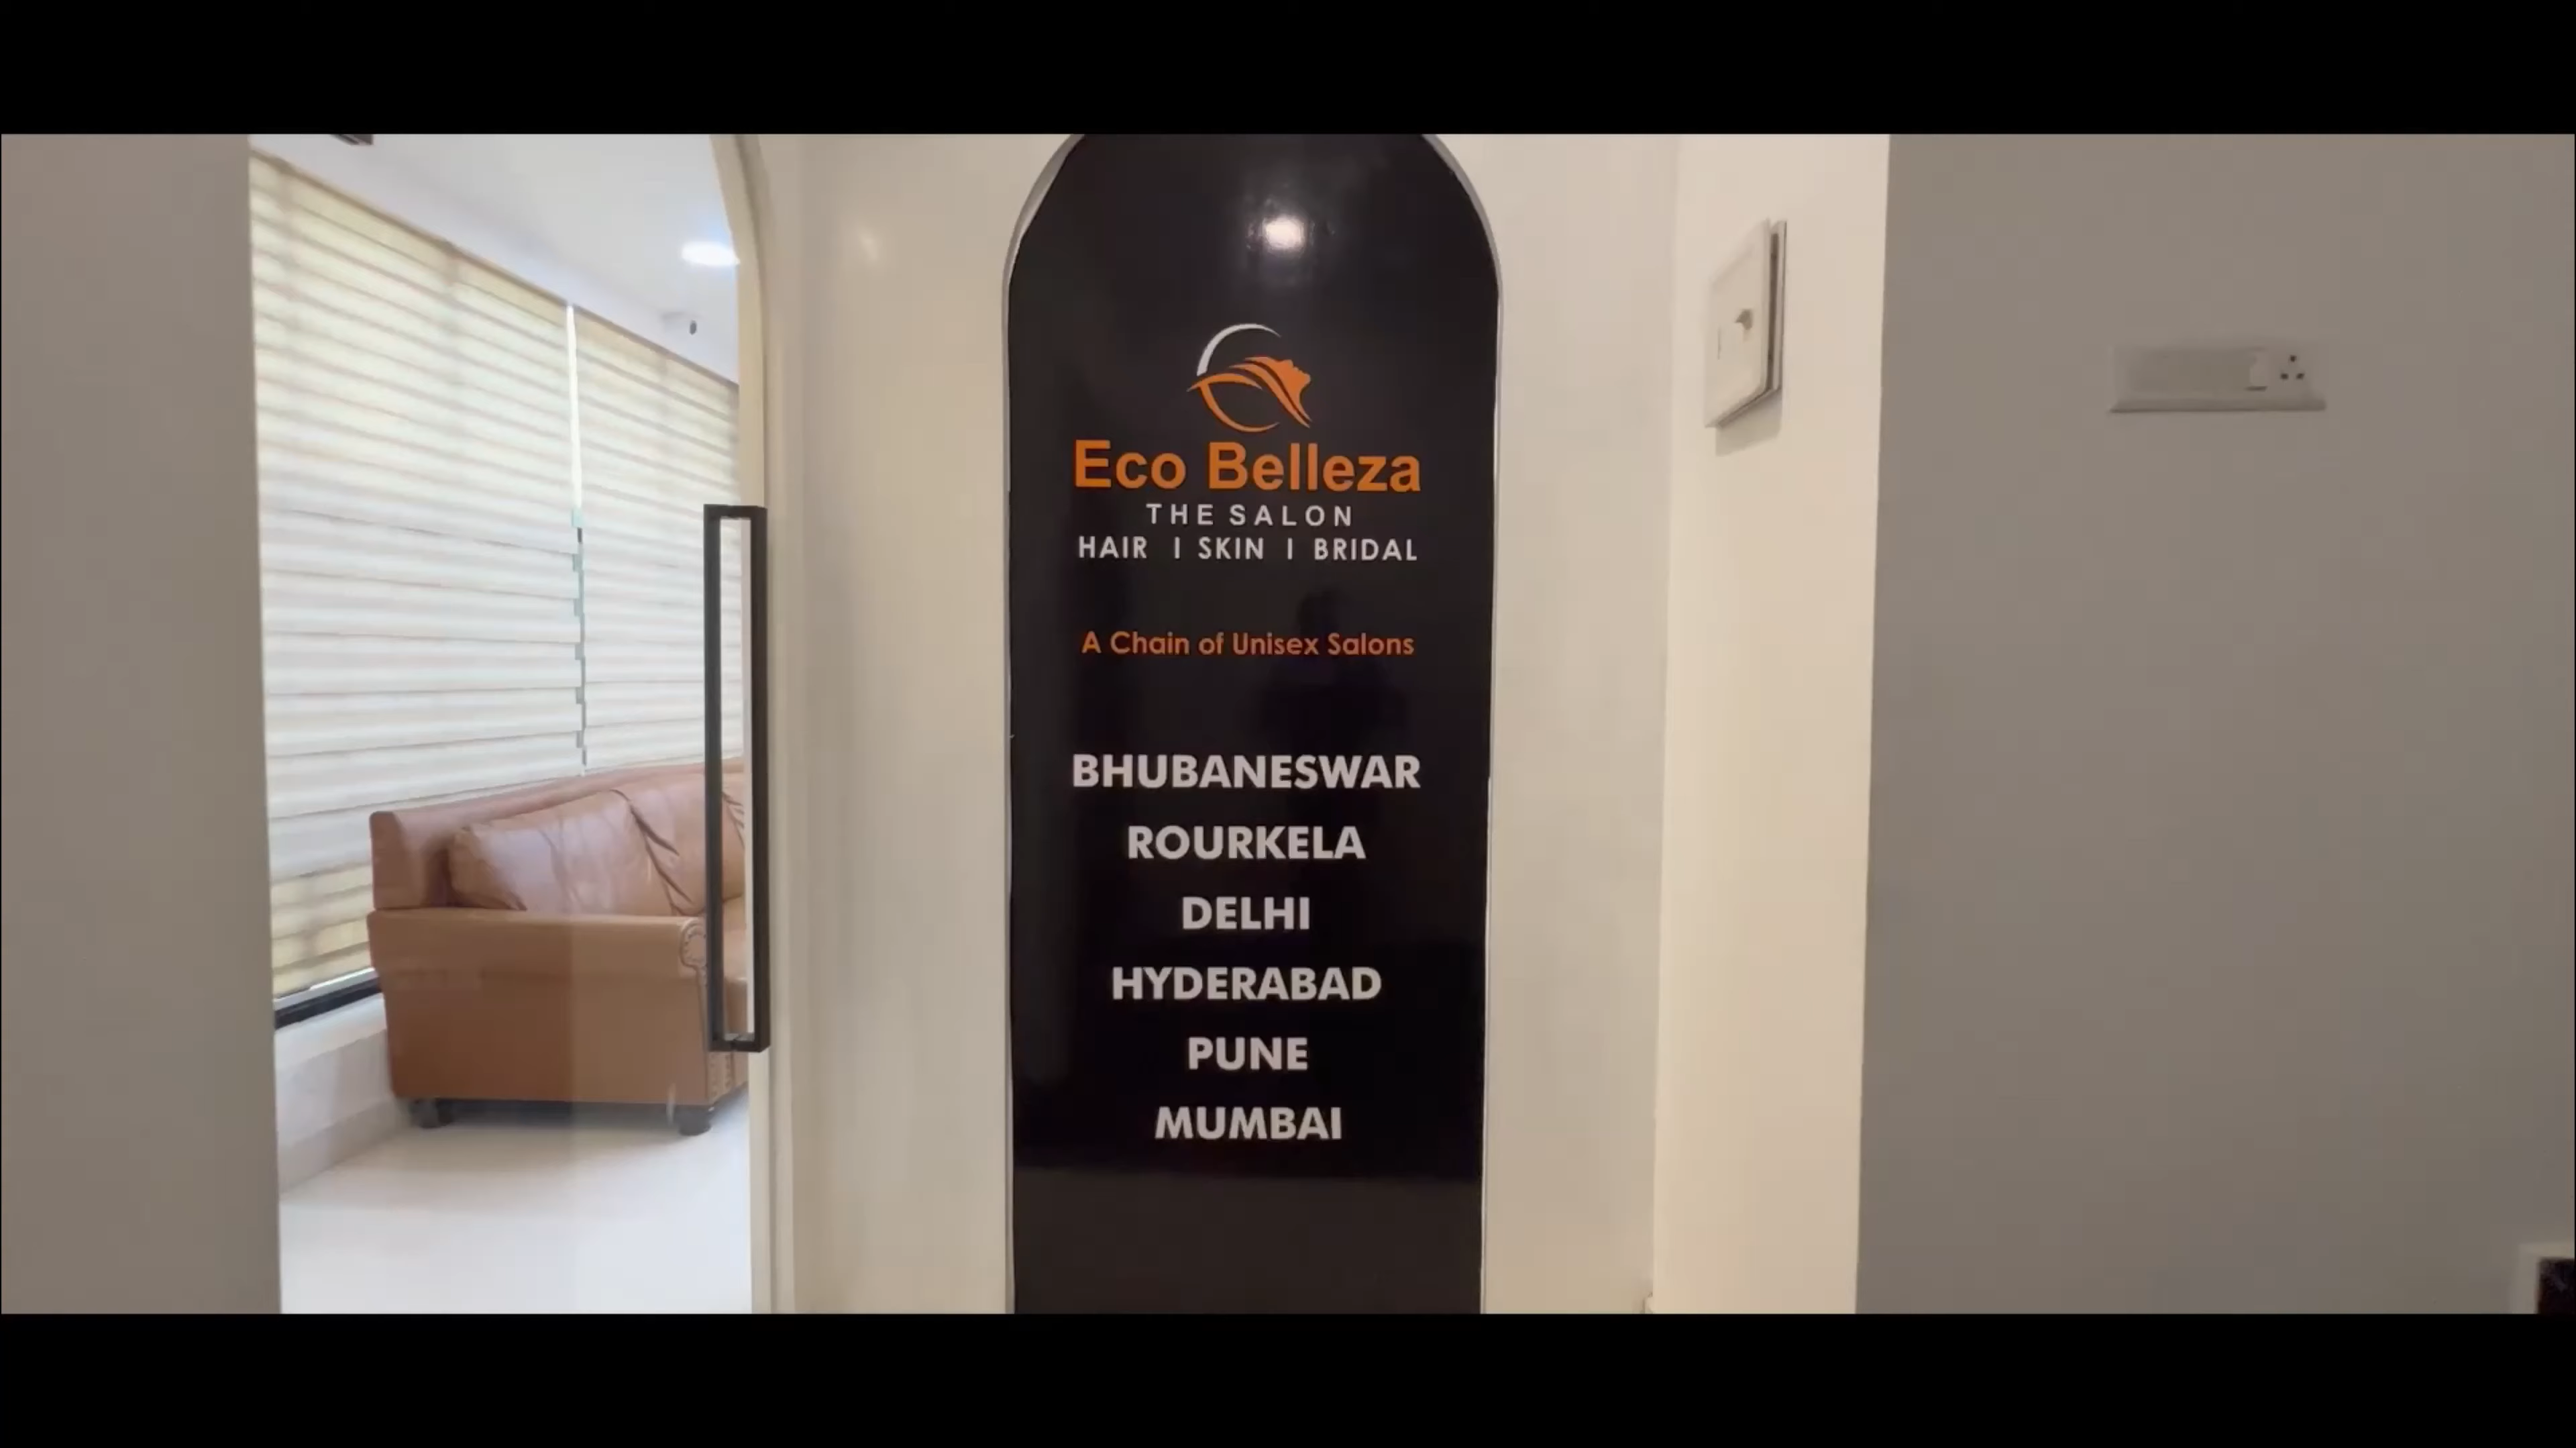 Eco Belleza
THE SALON
HAIR I SKIN I BRIDAL
A Chain of Unisex Salons
BHUBANESWAR
ROURKELA
DELHI
HYDERABAD
PUNE
MUMBAI